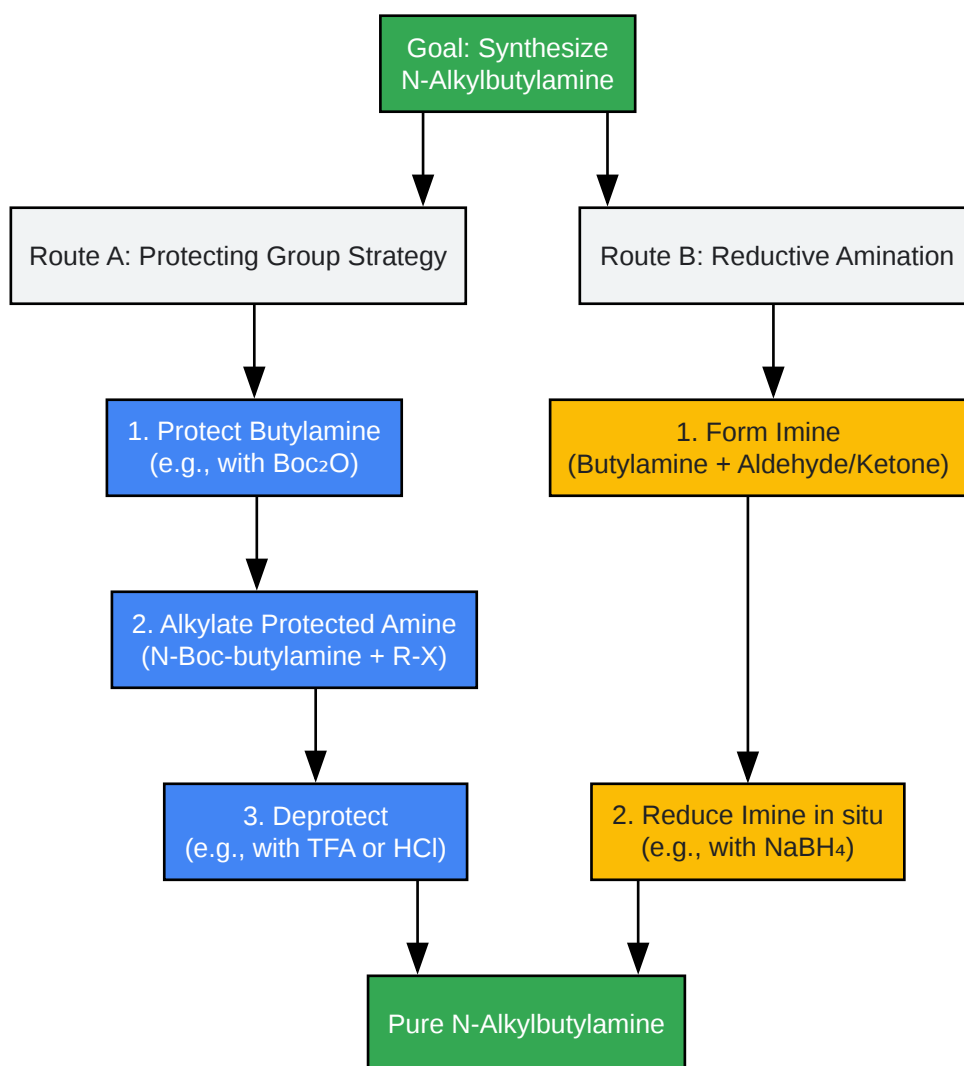 Goal: Synthesize
N-Alkylbutylamine
Route A: Protecting Group Strategy
Route B: Reductive Amination
1. Protect Butylamine
(e.g., with Boc₂O)
1. Form Imine
(Butylamine + Aldehyde/Ketone)
2. Alkylate Protected Amine
(N-Boc-butylamine + R-X)
3. Deprotect
(e.g., with TFA or HCl)
2. Reduce Imine in situ
(e.g., with NaBH₄)
Pure N-Alkylbutylamine